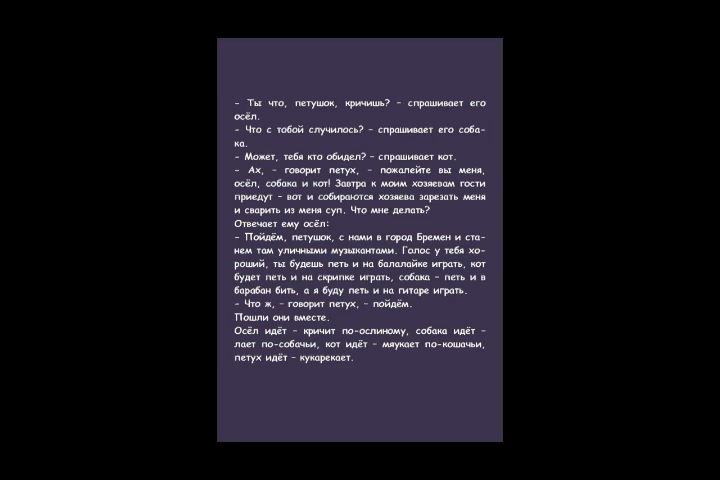 - Ты что, петушок, кричишь? - спрашивает его
осёл.
- Что с тобой случилось? - спрашивает его соба-
ка.
- Может, тебя кто обидел? - спрашивает кот.
- Ах, - говорит петух, - пожалейте вы меня,
осёл, собака и кот! Завтра к моим хозяевам гости
приедут - вот и собираются хозяева зарезать меня
и сварить из меня суп. Что мне делать?
Отвечает ему осёл:
- Пойдём, петушок, с нами в город Бремен и ста-
нем там уличными музыкантами. Голос у тебя хо-
роший, ты будешь петь и на балалайке играть, кот
будет петь и на скрипке играть, собака - петь и в
барабан бить, а я буду петь и на гитаре играть.
- Что ж, - говорит петух, - пойдём.
Пошли они вместе.
Осёл идёт - кричит по-ослиному, собака идёт -
лает по-собачьи, кот идёт - мяукает по-кошачьи,
петух идёт - кукарекает.